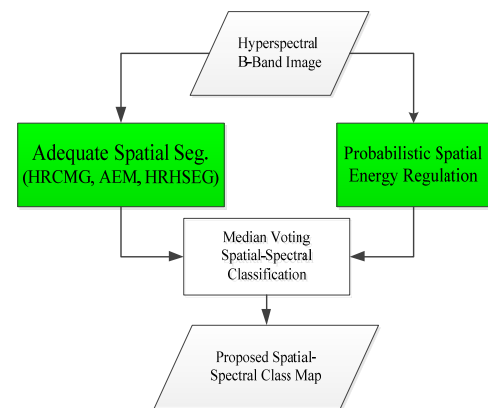 Hyperspectral
B-Band Image
Adequate Spatial Seg.
(HRCMG, AEM, HRHSEG)
Probabilistic Spatial
Energy Regulation
Median Voting
Spatial-Spectral
Classification
Proposed Spatial-
Spectral Class Map